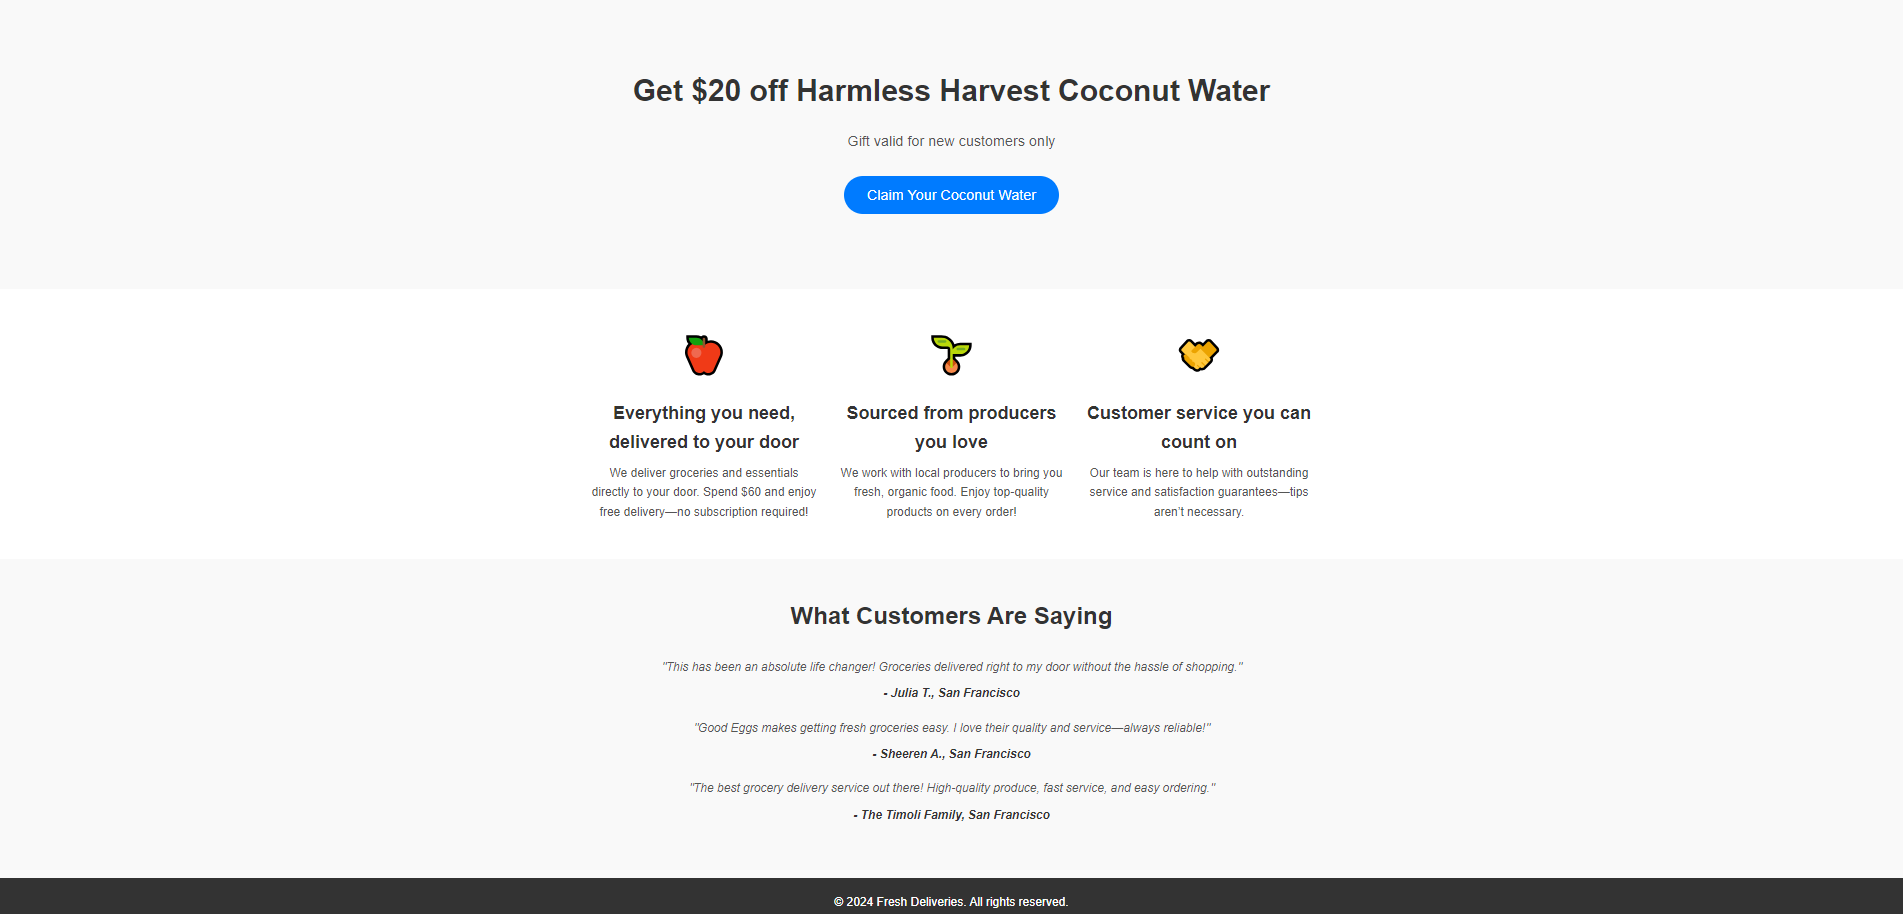 Get $20 off Harmless Harvest Coconut Water
Gift valid for new customers only
Claim Your Coconut Water
Everything you need,
delivered to your door
We deliver groceries and essentials
directly to your door. Spend $60 and enjoy
free delivery—no subscription required!
Sourced from producers
you love
We work with local producers to bring you
fresh, organic food. Enjoy top-quality
products on every order!
Customer service you can
count on
Our team is here to help with outstanding
service and satisfaction guarantees—tips
aren't necessary.
What Customers Are Saying
"This has been an absolute life changer! Groceries delivered right to my door without the hassle of shopping."
- Julia T., San Francisco
"Good Eggs makes getting fresh groceries easy. I love their quality and service—always reliable!"
- Sheeren A., San Francisco
"The best grocery delivery service out there! High-quality produce, fast service, and easy ordering."
- The Timoli Family, San Francisco
© 2024 Fresh Deliveries. All rights reserved.